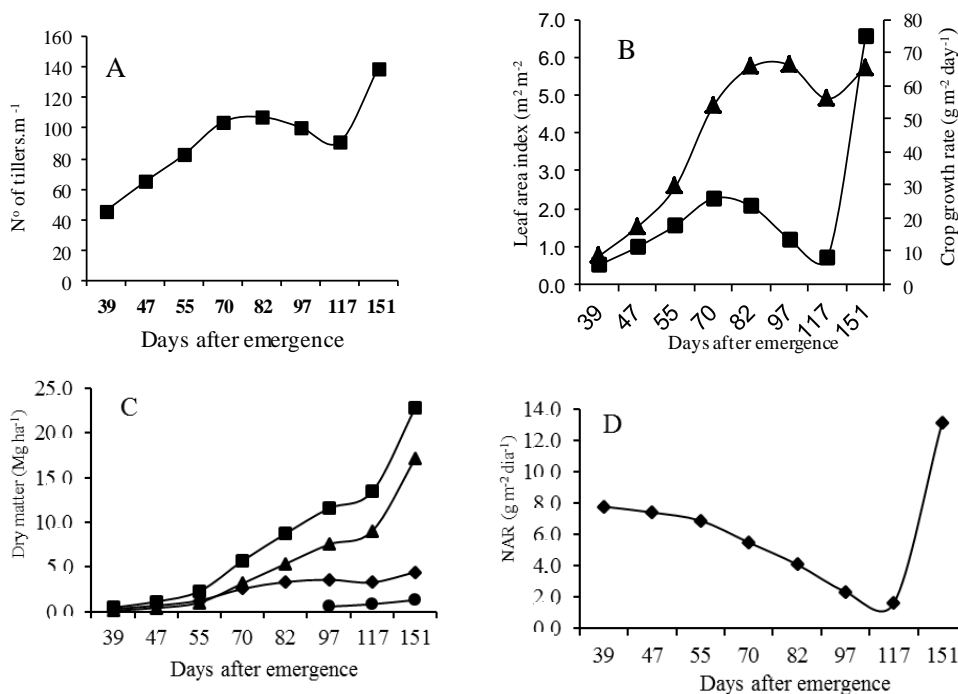 A
Nº of tillers.m⁻¹
160
140
120
100
80
60
40
20
0
39 47 55 70 82 97 117 151
Days after emergence
B
Leaf area index (m² m⁻²)
7.0
6.0
5.0
4.0
3.0
2.0
1.0
0.0
Crop growth rate (g m⁻² day⁻¹)
80
70
60
50
40
30
20
10
0
39 47 55 70 82 97 117 151
Days after emergence
C
Dry matter (Mg ha⁻¹)
25.0
20.0
15.0
10.0
5.0
0.0
39 47 55 70 82 97 117 151
Days after emergence
D
NAR (g m⁻² dia⁻¹)
14.0
12.0
10.0
8.0
6.0
4.0
2.0
0.0
39 47 55 70 82 97 117 151
Days after emergence